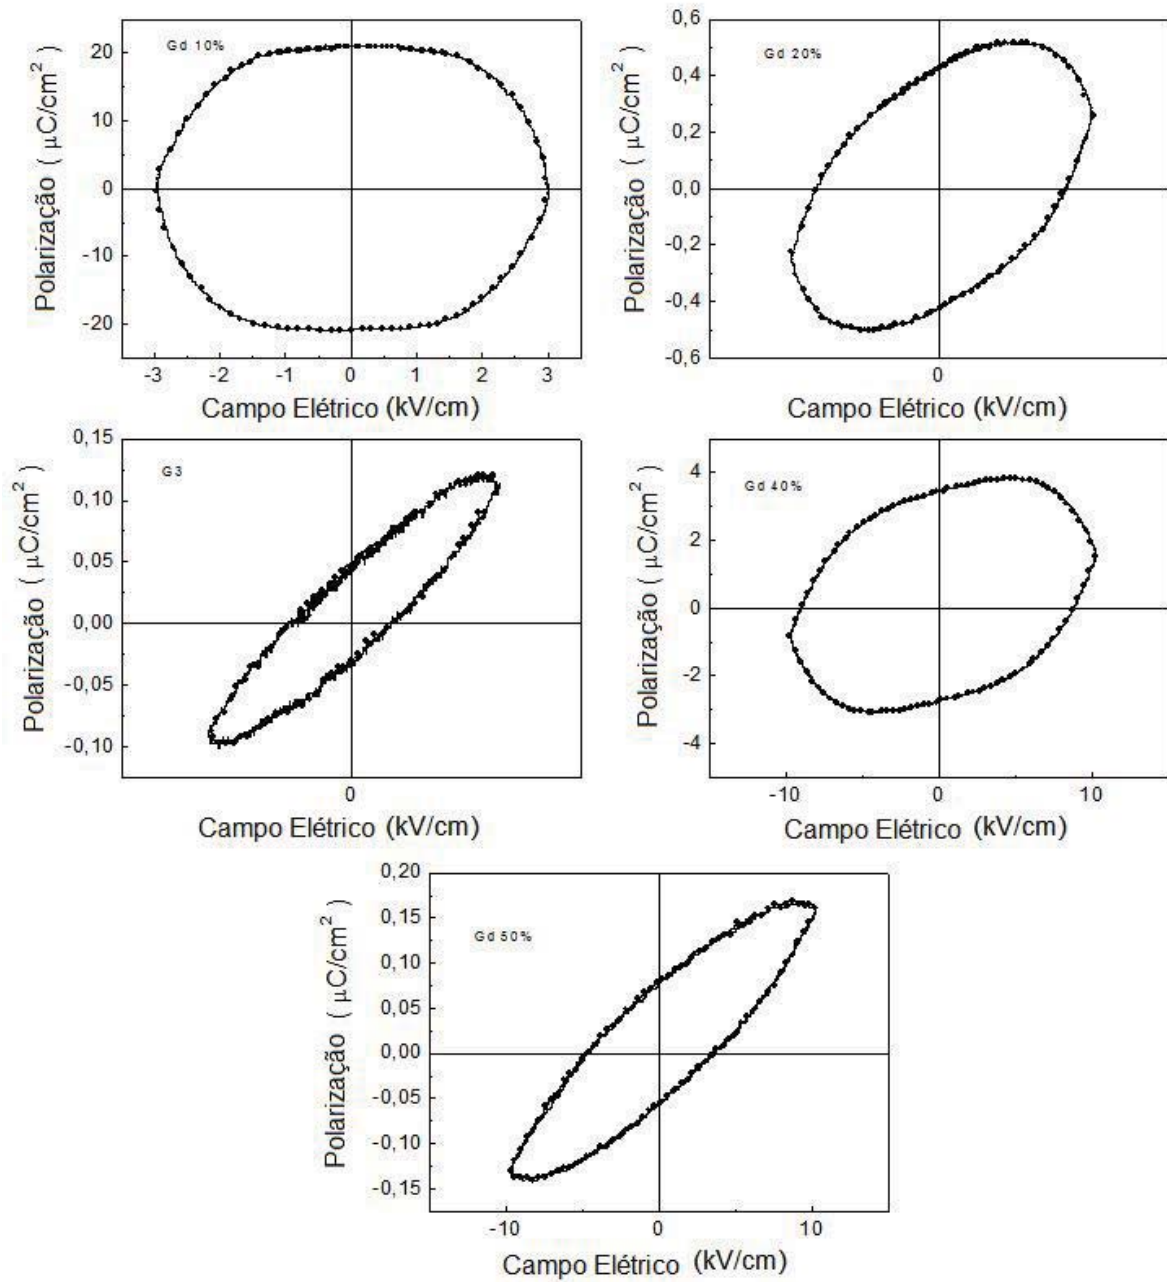 Gd 10%
Polarização ( μC/cm²)
20
10
0
-10
-20
-3 -2 -1 0 1 2 3
Campo Elétrico (kV/cm)
Gd 20%
Polarização ( μC/cm²)
0,6
0,4
0,2
0,0
-0,2
-0,4
-0,6
0
Campo Elétrico (kV/cm)
G3
Polarização ( μC/cm²)
0,15
0,10
0,05
0,00
-0,05
-0,10
0
Campo Elétrico (kV/cm)
Gd 40%
Polarização ( μC/cm²)
4
2
0
-2
-4
-10 0 10
Campo Elétrico (kV/cm)
Gd 50%
Polarização ( μC/cm²)
0,20
0,15
0,10
0,05
0,00
-0,05
-0,10
-0,15
-10 0 10
Campo Elétrico (kV/cm)